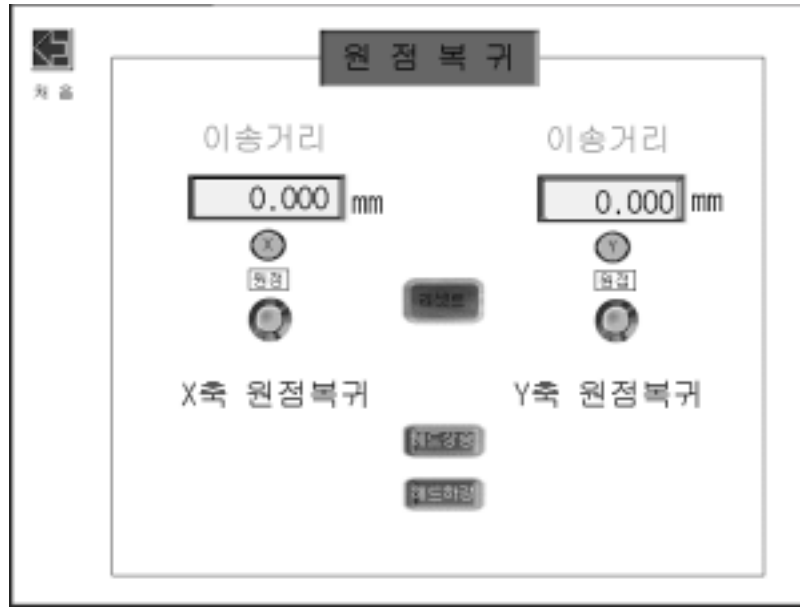 원점복귀
처음
이송거리 이송거리
0.000 mm 0.000 mm
X Y
원점 원점
리셋트
X축 원점복귀 Y축 원점복귀
헤드상승
헤드하강